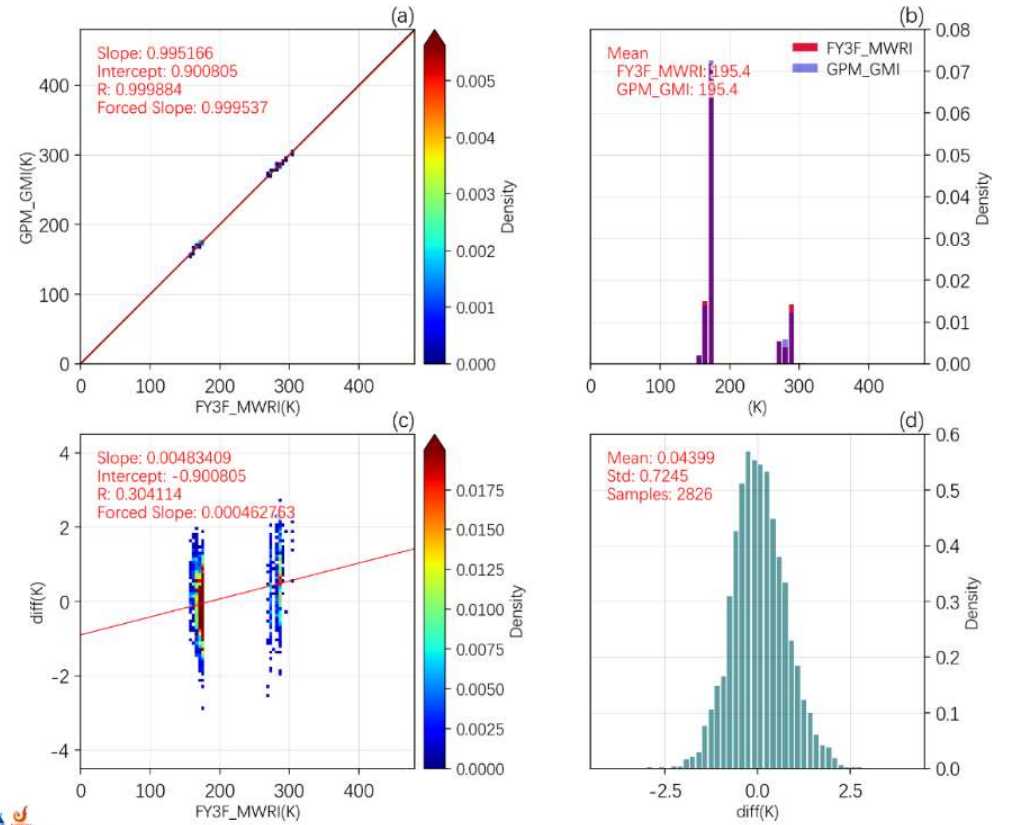 (a)
Slope: 0.995166
Intercept: 0.900805
R: 0.999884
Forced Slope: 0.999537
400
300
200
100
0
GPM_GMI(K)
0 100 200 300 400
FY3F_MWRI(K)
0.005
0.004
0.003
0.002
0.001
0.000
Density
(b)
Mean
FY3F_MWRI: 195.4
GPM_GMI: 195.4
FY3F_MWRI
GPM_GMI
0.08
0.07
0.06
0.05
0.04
0.03
0.02
0.01
0.00
Density
0 100 200 300 400
(K)
(c)
Slope: 0.00483409
Intercept: -0.900805
R: 0.304114
Forced Slope: 0.000462763
4
2
0
-2
-4
diff(K)
0 100 200 300 400
FY3F_MWRI(K)
0.0175
0.0150
0.0125
0.0100
0.0075
0.0050
0.0025
0.0000
Density
(d)
Mean: 0.04399
Std: 0.7245
Samples: 2826
0.6
0.5
0.4
0.3
0.2
0.1
0.0
Density
-2.5 0.0 2.5
diff(K)